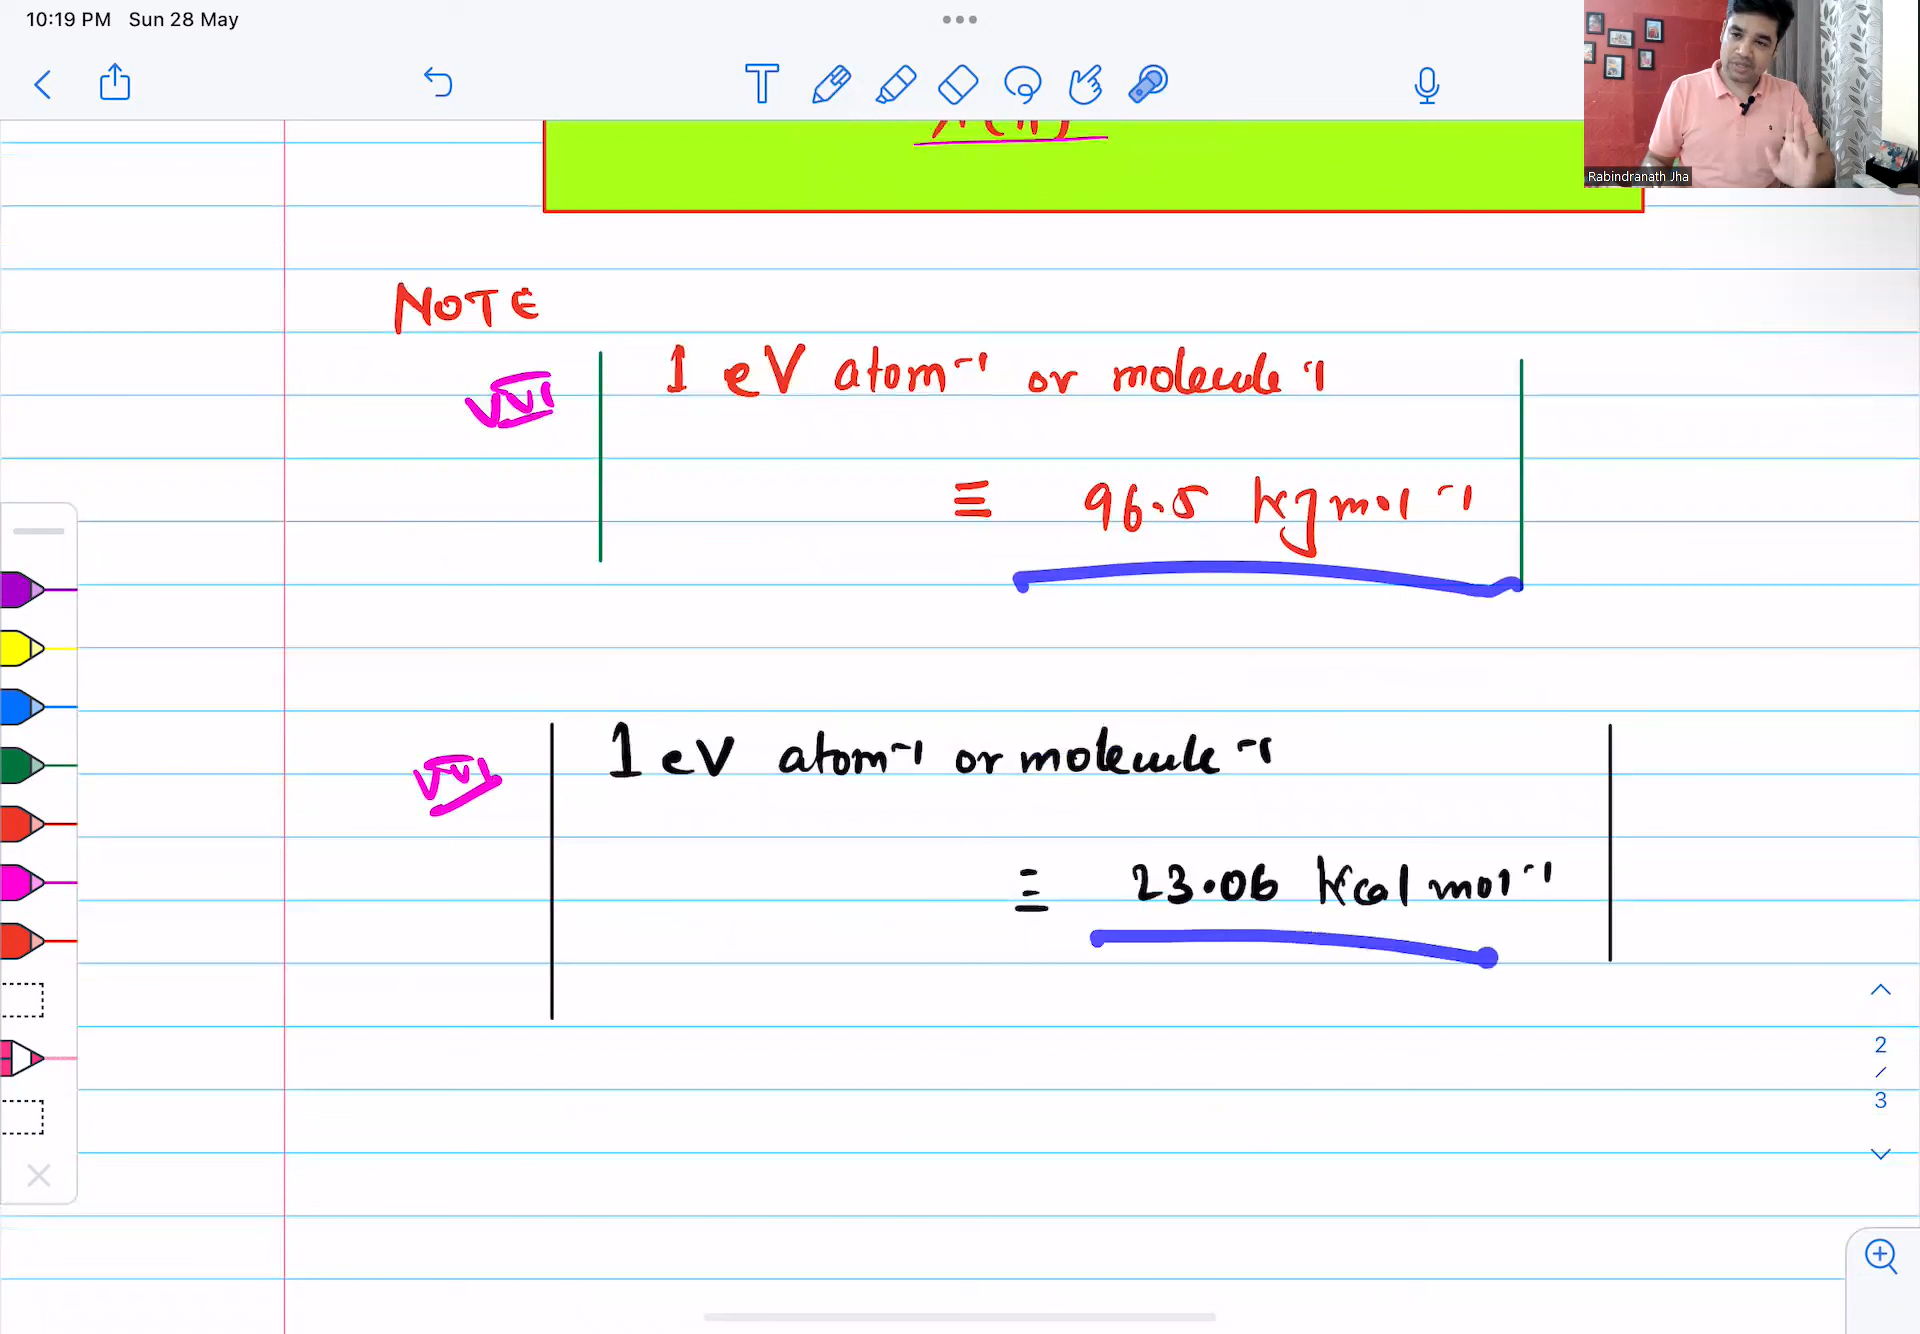 10:19 PM Sun 28 May
Rabindranath Jha
NOTE
VVI
1 eV atom⁻¹ or molecule⁻¹
≡ 96.5 kJ mol⁻¹
VVI
1 eV atom⁻¹ or molecule⁻¹
≡ 23.06 kcal mol⁻¹
2
/
3